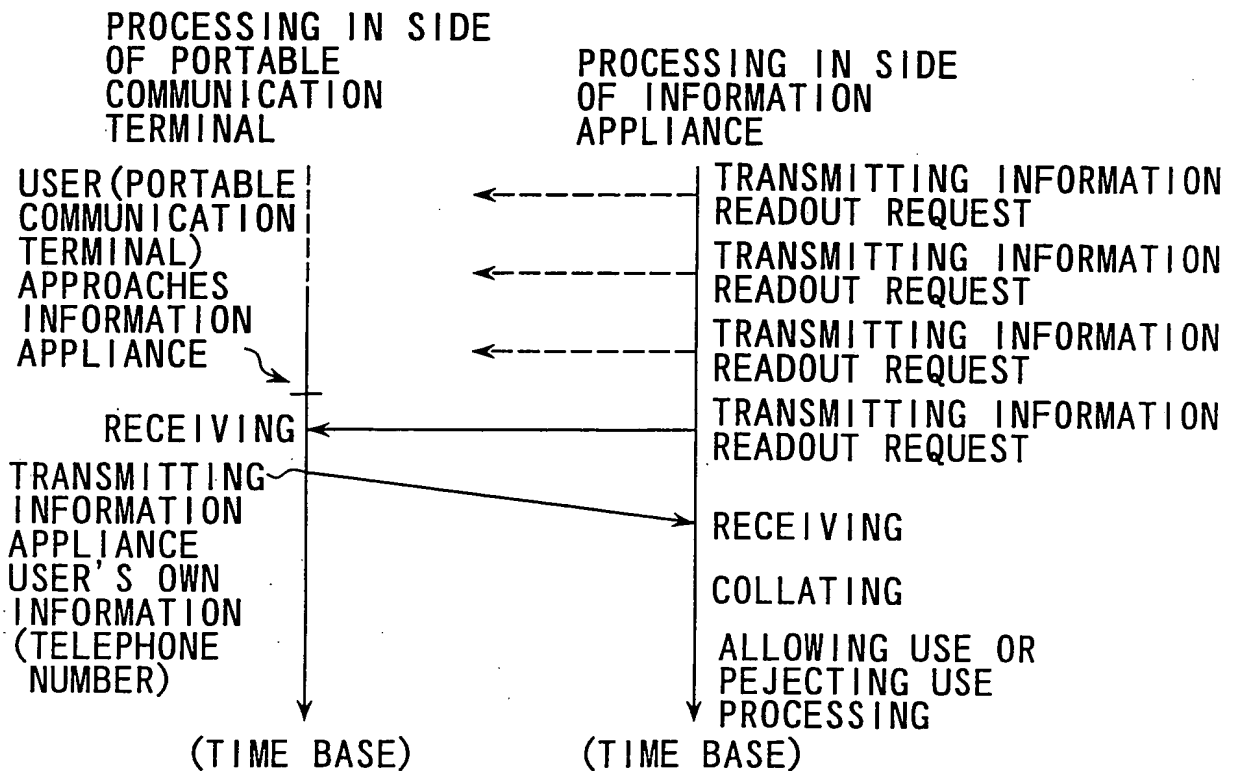 PROCESSING IN SIDE
OF PORTABLE
COMMUNICATION
TERMINAL
PROCESSING IN SIDE
OF INFORMATION
APPLIANCE
USER(PORTABLE
COMMUNICATION
TERMINAL)
APPROACHES
INFORMATION
APPLIANCE
TRANSMITTING INFORMATION
READOUT REQUEST
TRANSMITTING INFORMATION
READOUT REQUEST
TRANSMITTING INFORMATION
READOUT REQUEST
TRANSMITTING INFORMATION
READOUT REQUEST
RECEIVING
TRANSMITTING
INFORMATION
APPLIANCE
USER'S OWN
INFORMATION
(TELEPHONE
NUMBER)
RECEIVING
COLLATING
ALLOWING USE OR
PEJECTING USE
PROCESSING
(TIME BASE)
(TIME BASE)